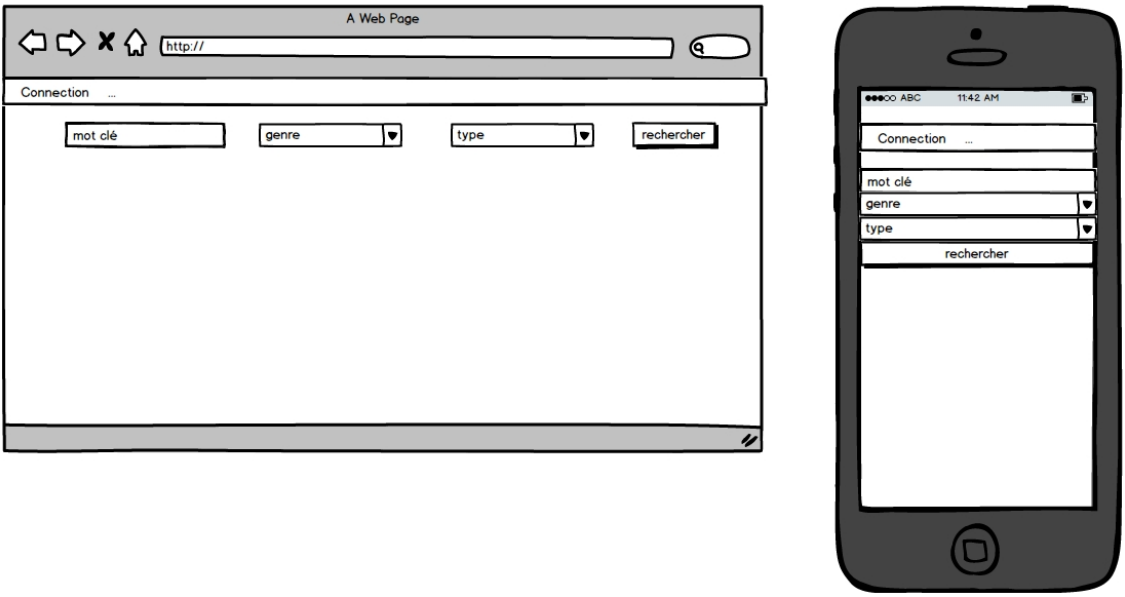 A Web Page
http://
Connection ...
mot clé genre type rechercher
●●●○○ ABC 11:42 AM
Connection ...
mot clé
genre
type
rechercher